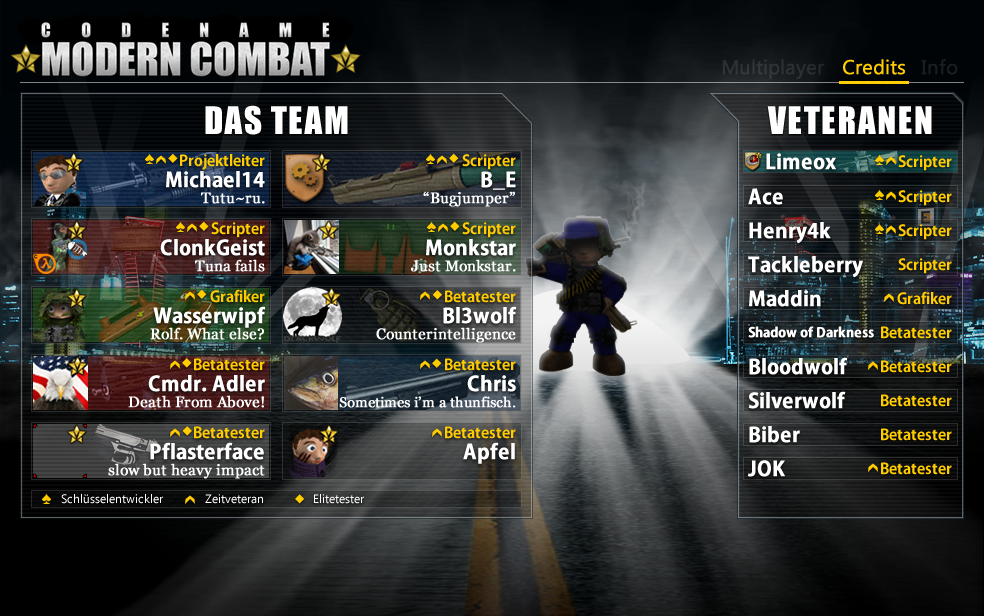 CODENAME
MODERN COMBAT
Multiplayer Credits Info
DAS TEAM
Projektleiter
Michael14
Tutu~ru.
Scripter
B_E
“Bugjumper”
Scripter
ClonkGeist
Tuna fails
Scripter
Monkstar
Just Monkstar.
Grafiker
Wasserwipf
Rolf. What else?
Betatester
Bl3wolf
Counterintelligence
Betatester
Cmdr. Adler
Death From Above!
Betatester
Chris
Sometimes i'm a thunfisch.
Betatester
Pflasterface
slow but heavy impact
Betatester
Apfel
Schlüsselentwickler Zeitveteran Elitetester
VETERANEN
Limeox Scripter
Ace Scripter
Henry4k Scripter
Tackleberry Scripter
Maddin Grafiker
Shadow of Darkness Betatester
Bloodwolf Betatester
Silverwolf Betatester
Biber Betatester
JOK Betatester